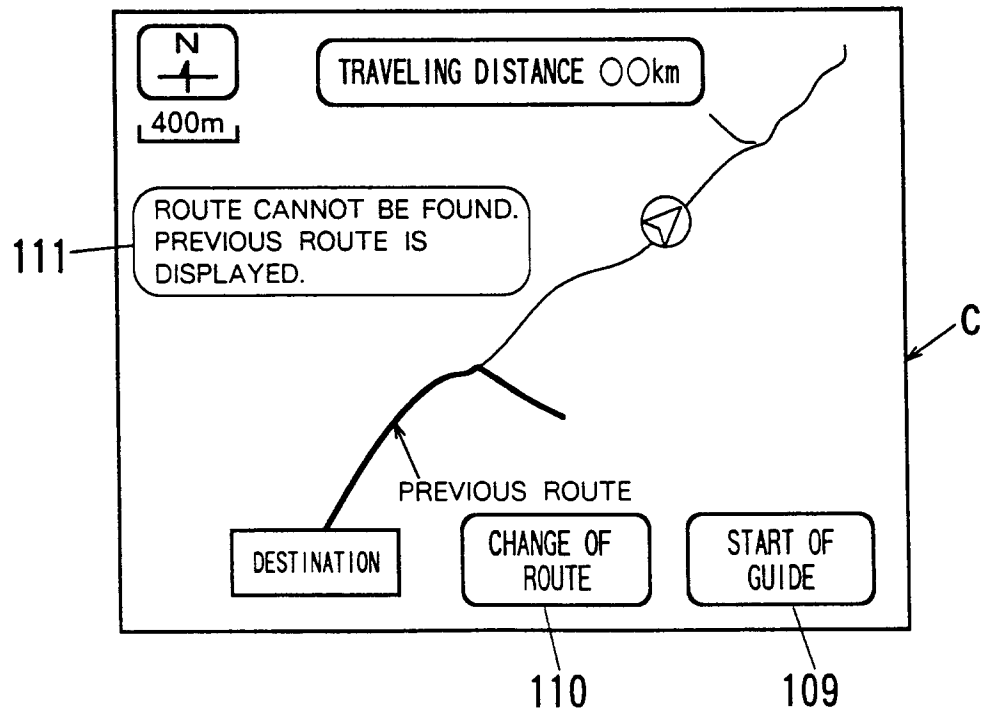 N
400m
TRAVELING DISTANCE ○○km
ROUTE CANNOT BE FOUND.
PREVIOUS ROUTE IS
DISPLAYED.
111
C
PREVIOUS ROUTE
DESTINATION
CHANGE OF
ROUTE
START OF
GUIDE
110
109